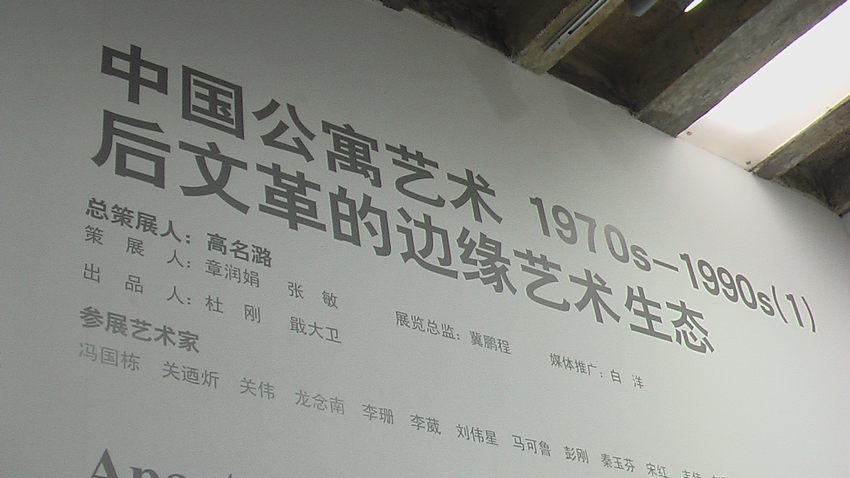 中国公寓艺术 1970s－1990s(1)
后文革的边缘艺术生态
总策展人：高名潞
策 展 人：章润娟 张 敏 展览总监：冀鹏程 媒体推广：白 洋
出 品 人：杜 刚 戢大卫
参展艺术家
冯国栋 关迺炘 关伟 龙念南 李珊 李葳 刘伟星 马可鲁 彭刚 秦玉芬 宋红